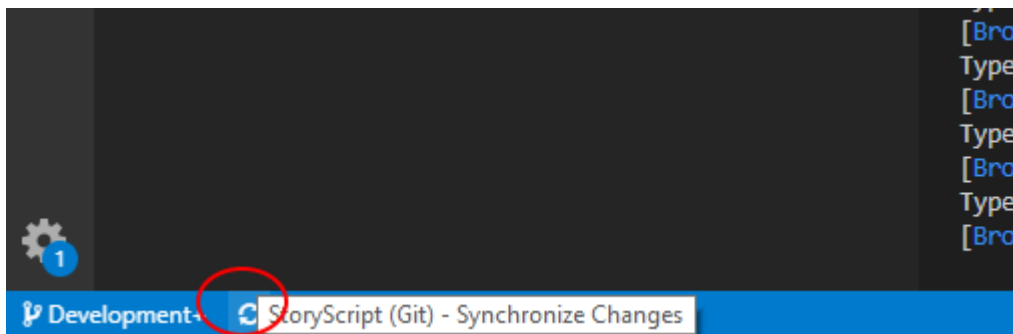 [Bro
Type
[Bro
Type
[Bro
Type
[Bro
1
Development+ StoryScript (Git) - Synchronize Changes